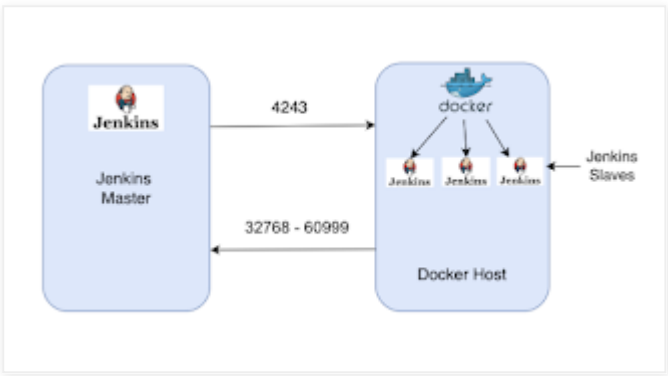 Jenkins
Jenkins
Master
4243
32768 - 60999
docker
Jenkins
Jenkins
Jenkins
Jenkins
Slaves
Docker Host